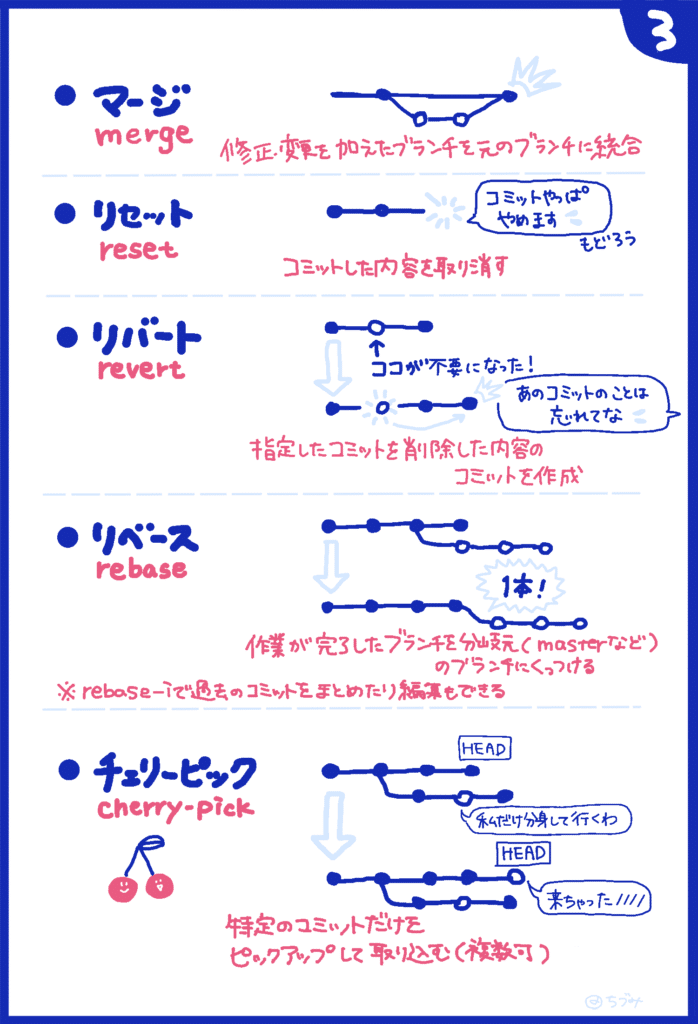 3
● マージ
merge
修正・変更を加えたブランチを元のブランチに統合
● リセット
reset
コミットやっぱ
やめます
もどろう
コミットした内容を取り消す
● リバート
revert
ココが不要になった!
あのコミットのことは
忘れてな
指定したコミットを削除した内容の
コミットを作成
● リベース
rebase
1本!
作業が完了したブランチを分岐元(masterなど)
のブランチにくっつける
※rebase-iで過去のコミットをまとめたり編集もできる
● チェリーピック
cherry-pick
HEAD
私だけ分身して行くわ
HEAD
来ちゃった////
特定のコミットだけを
ピックアップして取り込む(複数可)
@ちづみ